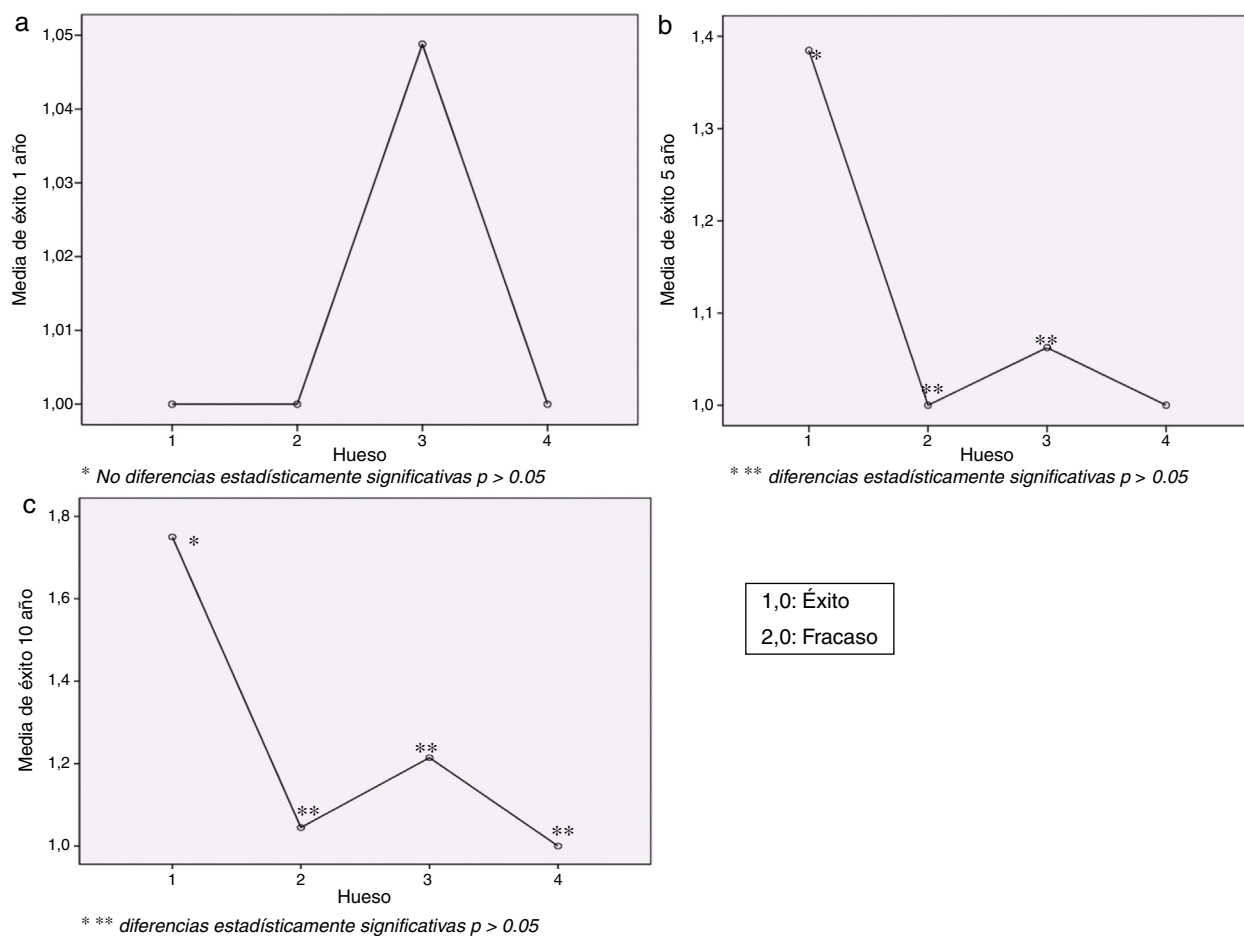 a
Media de éxito 1 año
1,05
1,04
1,03
1,02
1,01
1,00
1 2 3 4
Hueso
* No diferencias estadísticamente significativas p > 0.05
b
Media de éxito 5 año
1,4
1,3
1,2
1,1
1,0
*
**
**
1 2 3 4
Hueso
* ** diferencias estadísticamente significativas p > 0.05
c
Media de éxito 10 año
1,8
1,6
1,4
1,2
1,0
*
**
**
**
1 2 3 4
Hueso
* ** diferencias estadísticamente significativas p > 0.05
1,0: Éxito
2,0: Fracaso